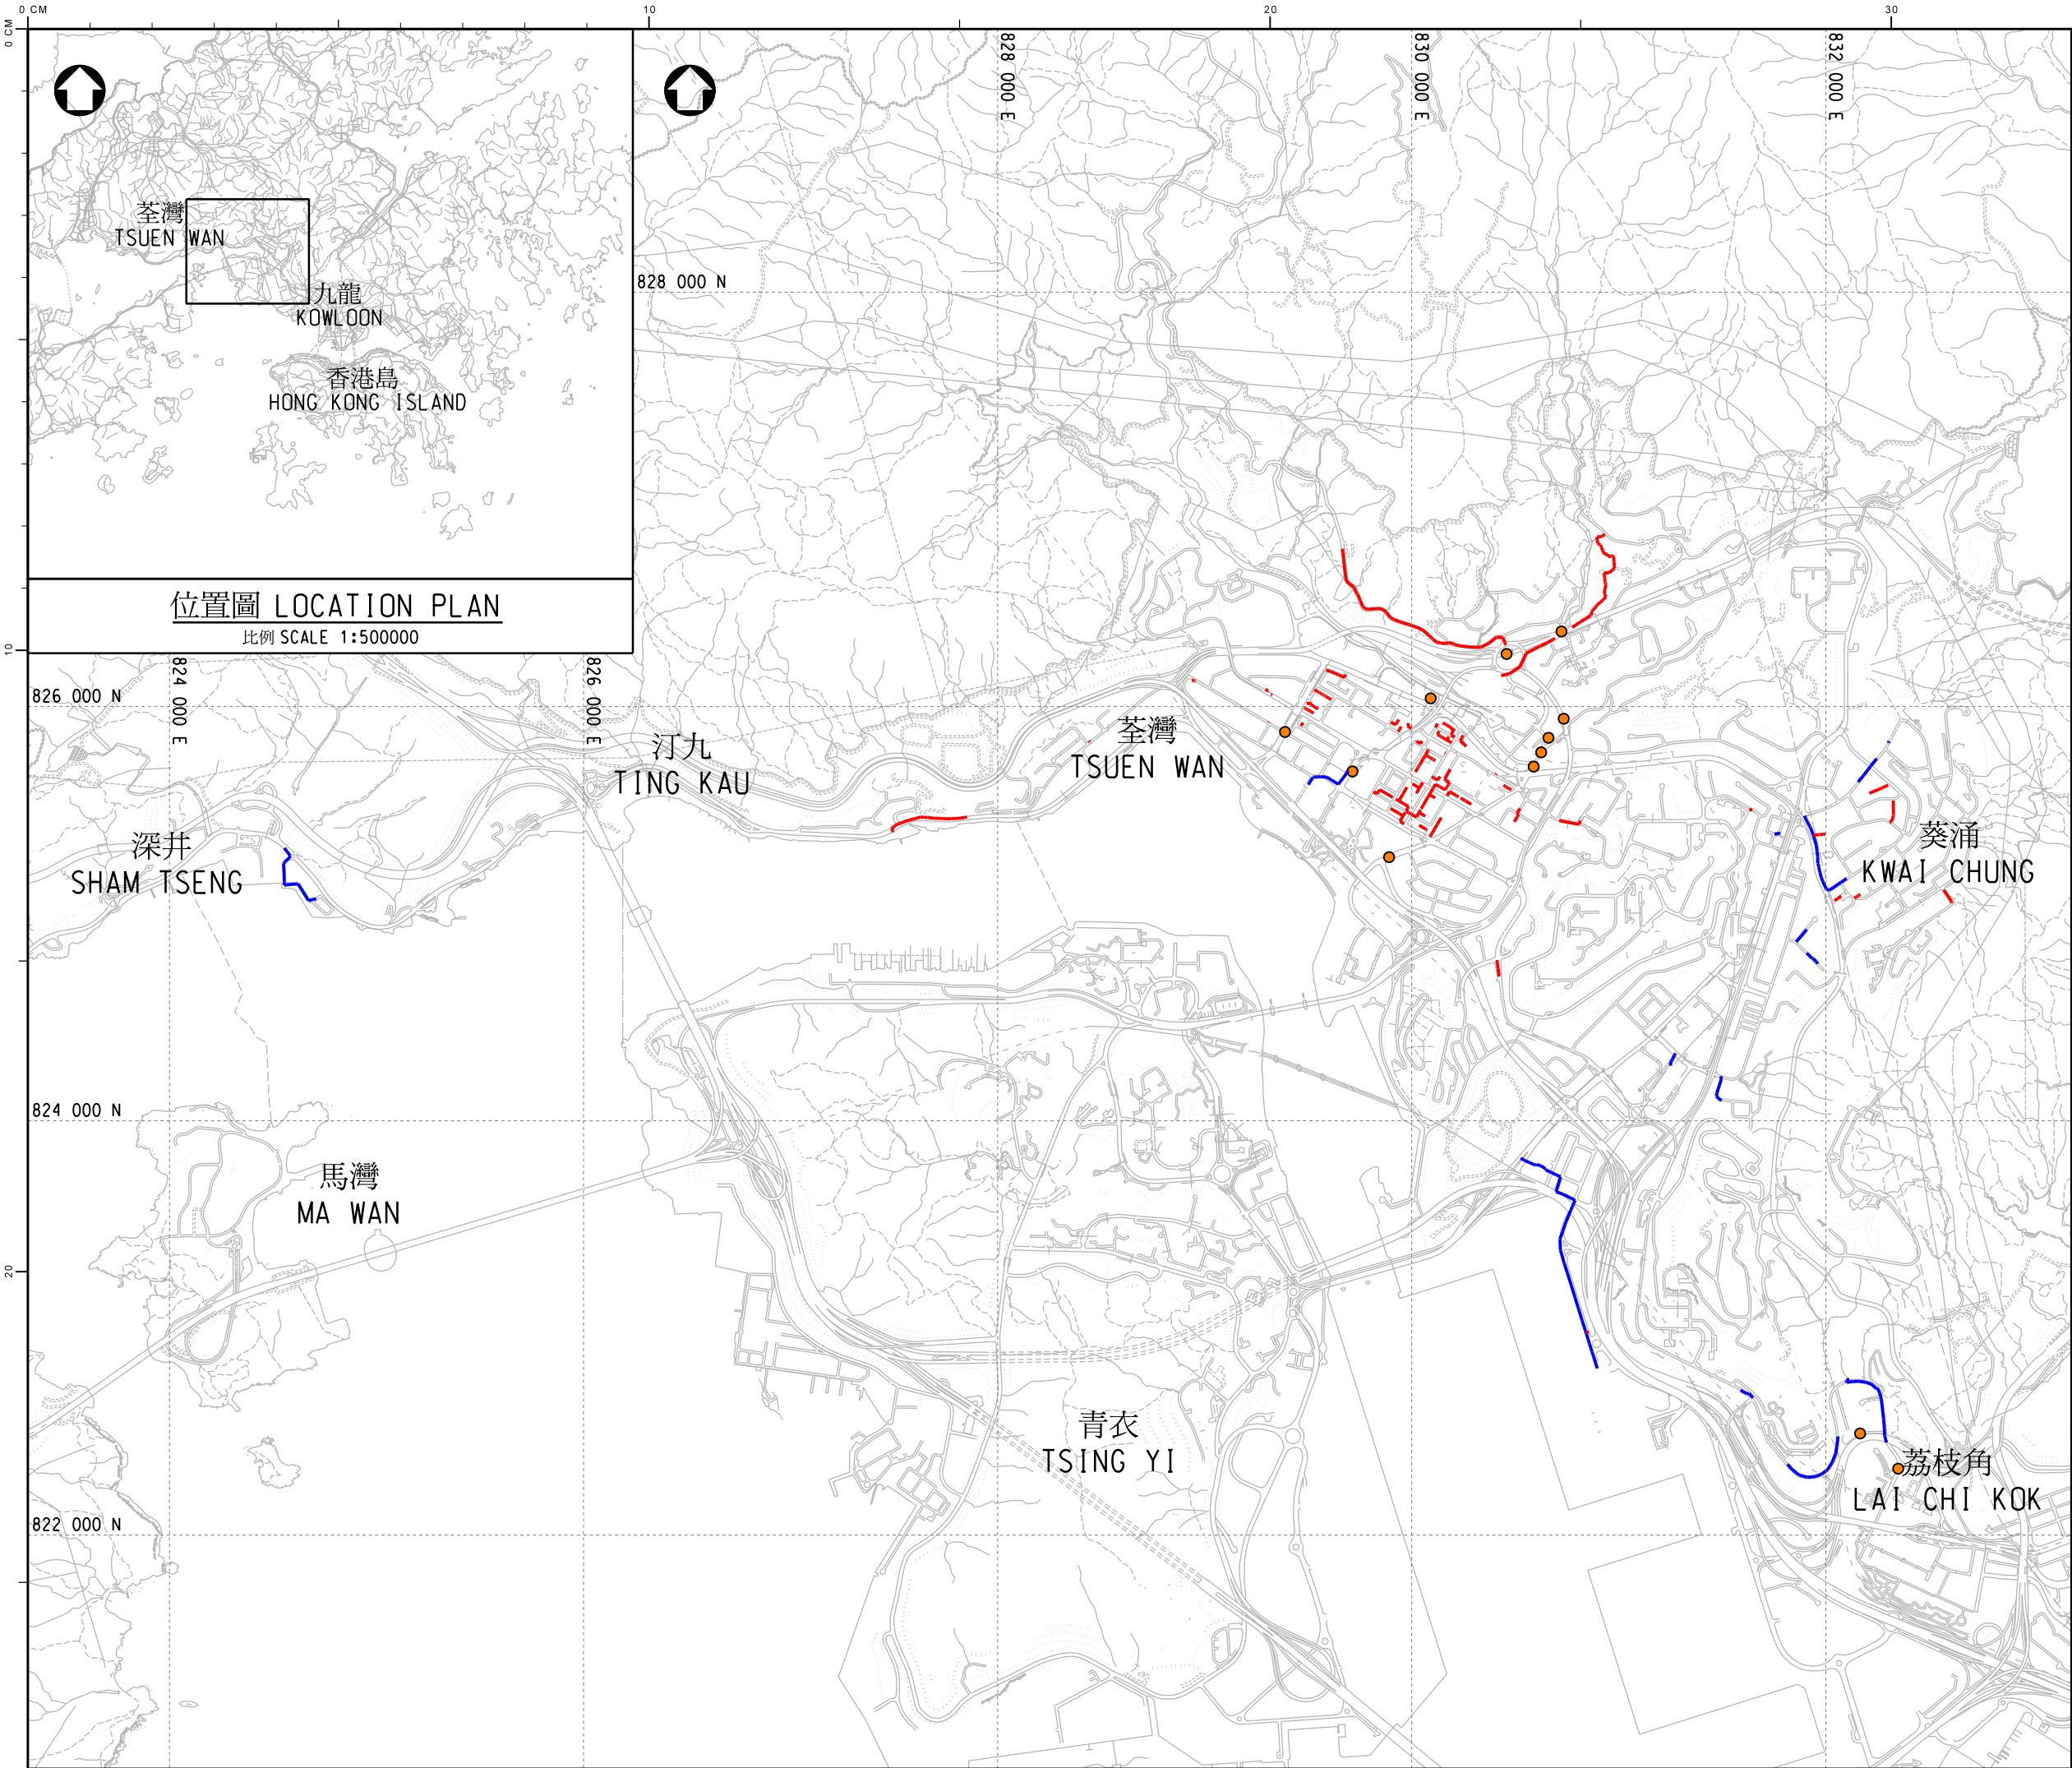 0 CM
10
20
30
0 CM
10
20
828 000 E
830 000 E
832 000 E
荃灣
TSUEN WAN
九龍
KOWLOON
香港島
HONG KONG ISLAND
位置圖 LOCATION PLAN
比例 SCALE 1:500000
828 000 N
824 000 E
826 000 E
826 000 N
汀九
TING KAU
荃灣
TSUEN WAN
深井
SHAM TSENG
葵涌
KWAI CHUNG
824 000 N
馬灣
MA WAN
青衣
TSING YI
荔枝角
LAI CHI KOK
822 000 N